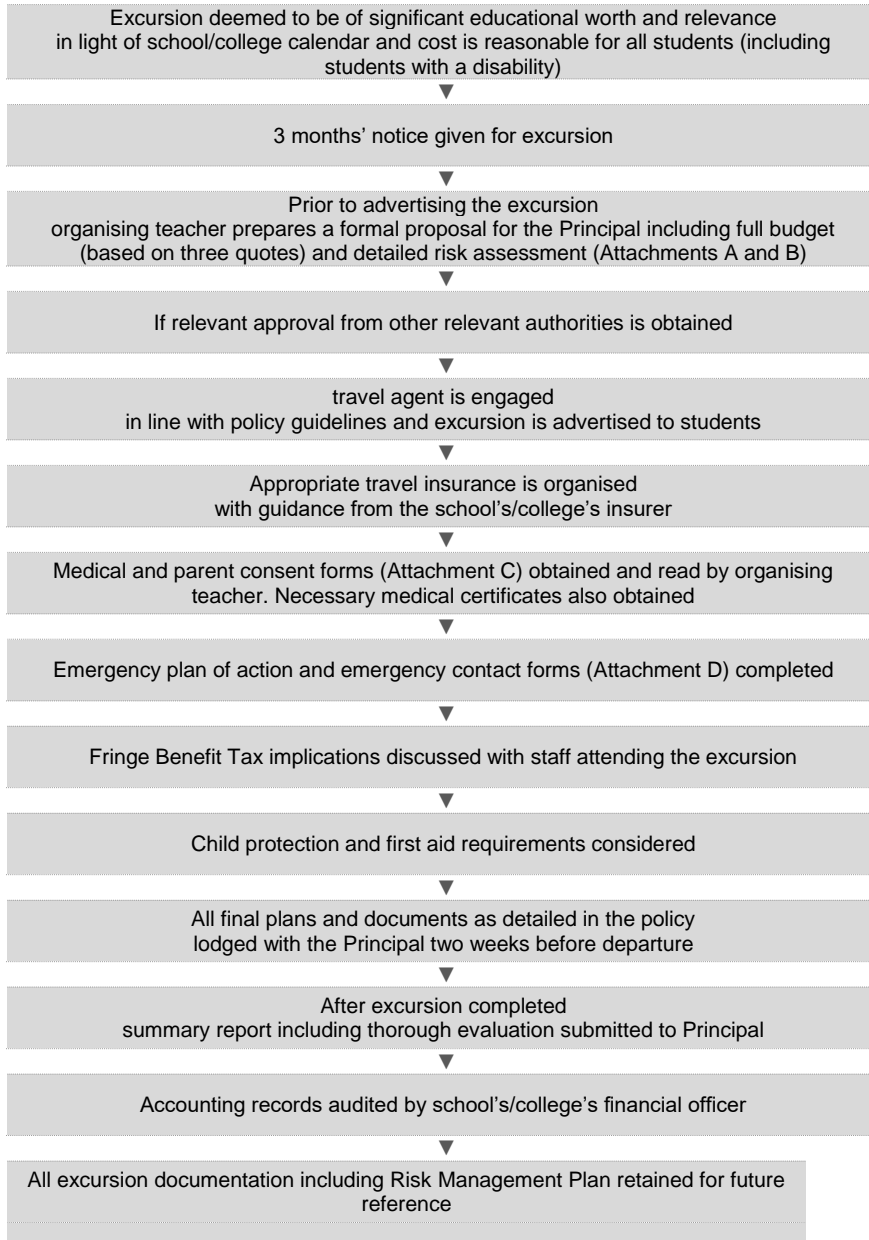 Excursion deemed to be of significant educational worth and relevance
in light of school/college calendar and cost is reasonable for all students (including
students with a disability)
3 months’ notice given for excursion
Prior to advertising the excursion
organising teacher prepares a formal proposal for the Principal including full budget
(based on three quotes) and detailed risk assessment (Attachments A and B)
If relevant approval from other relevant authorities is obtained
travel agent is engaged
in line with policy guidelines and excursion is advertised to students
Appropriate travel insurance is organised
with guidance from the school’s/college’s insurer
Medical and parent consent forms (Attachment C) obtained and read by organising
teacher. Necessary medical certificates also obtained
Emergency plan of action and emergency contact forms (Attachment D) completed
Fringe Benefit Tax implications discussed with staff attending the excursion
Child protection and first aid requirements considered
All final plans and documents as detailed in the policy
lodged with the Principal two weeks before departure
After excursion completed
summary report including thorough evaluation submitted to Principal
Accounting records audited by school’s/college’s financial officer
All excursion documentation including Risk Management Plan retained for future
reference